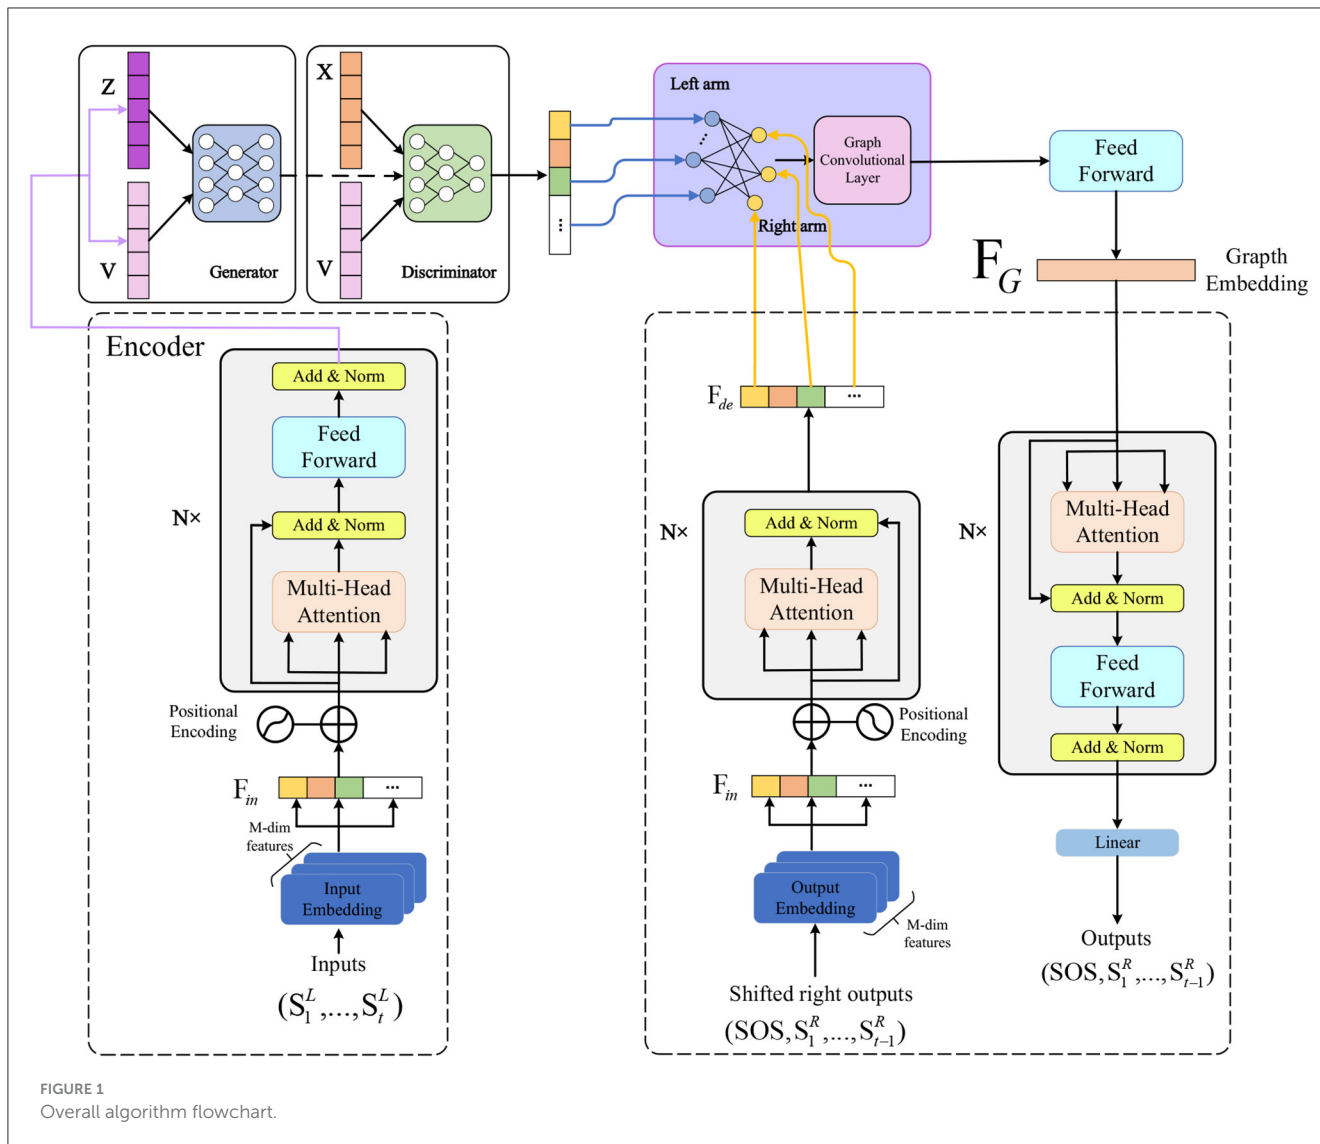 Z
V
Generator
X
V
Discriminator
...
Left arm
...
Right arm
Graph
Convolutional
Layer
Feed
Forward
F_G
Grapth
Embedding
Encoder
Add & Norm
Feed
Forward
N×
Add & Norm
Multi-Head
Attention
Positional
Encoding
F_in
...
M-dim
features
Input
Embedding
Inputs
(S_1^L,...,S_t^L)
F_de
...
N×
Add & Norm
Multi-Head
Attention
Positional
Encoding
F_in
...
Output
Embedding
M-dim
features
Shifted right outputs
(SOS,S_1^R,...,S_{t-1}^R)
N×
Multi-Head
Attention
Add & Norm
Feed
Forward
Add & Norm
Linear
Outputs
(SOS,S_1^R,...,S_{t-1}^R)
FIGURE 1
Overall algorithm flowchart.